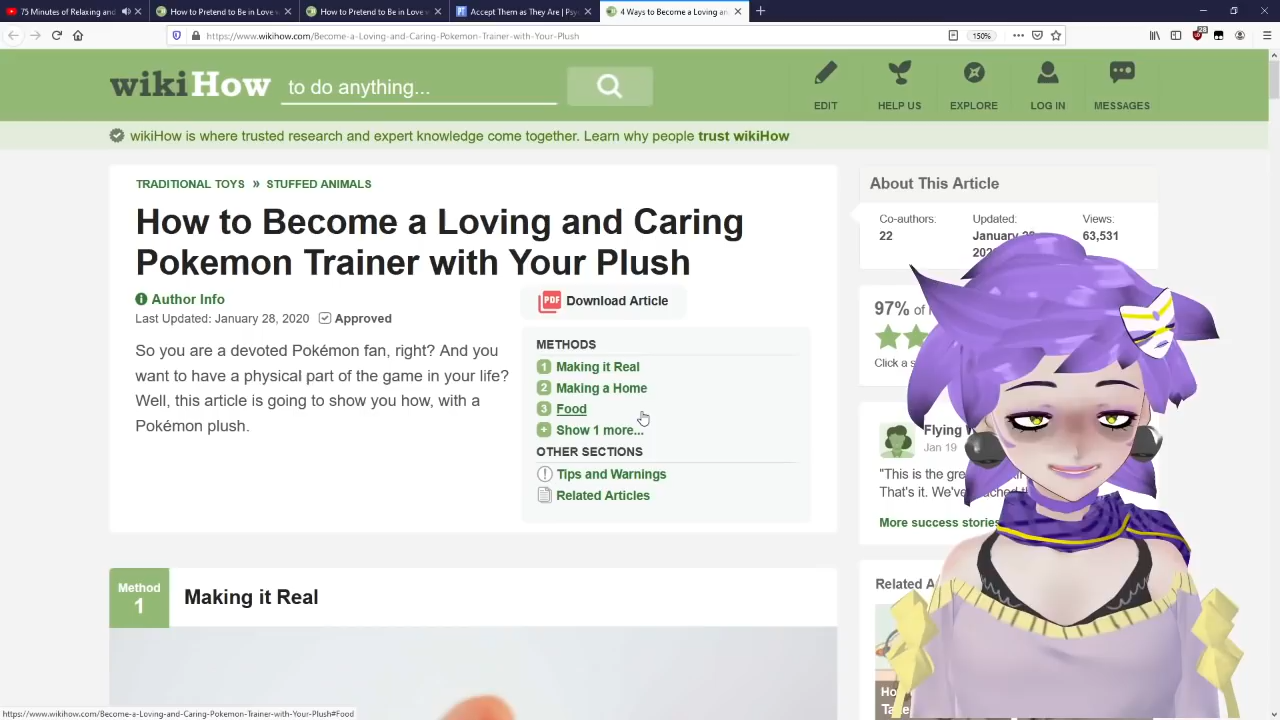 75 Minutes of Relaxing and
How to Pretend to Be in Love
How to Pretend to Be in Love
Accept Them as They Are | Psy
4 Ways to Become a Loving an
https://www.wikihow.com/Become-a-Loving-and-Caring-Pokemon-Trainer-with-Your-Plush
150%
wikiHow
to do anything...
EDIT
HELP US
EXPLORE
LOG IN
MESSAGES
wikiHow is where trusted research and expert knowledge come together. Learn why people trust wikiHow
TRADITIONAL TOYS » STUFFED ANIMALS
How to Become a Loving and Caring
Pokemon Trainer with Your Plush
Author Info
Last Updated: January 28, 2020 Approved
So you are a devoted Pokémon fan, right? And you
want to have a physical part of the game in your life?
Well, this article is going to show you how, with a
Pokémon plush.
PDF Download Article
METHODS
1 Making it Real
2 Making a Home
3 Food
+ Show 1 more...
OTHER SECTIONS
Tips and Warnings
Related Articles
Method
1
Making it Real
About This Article
Co-authors:
22
Updated:
January
Views:
63,531
97% of
Click a s
Flying
Jan 19
"This is the gre
That's it. We've
More success stories
Related A
https://www.wikihow.com/Become-a-Loving-and-Caring-Pokemon-Trainer-with-Your-Plush#Food